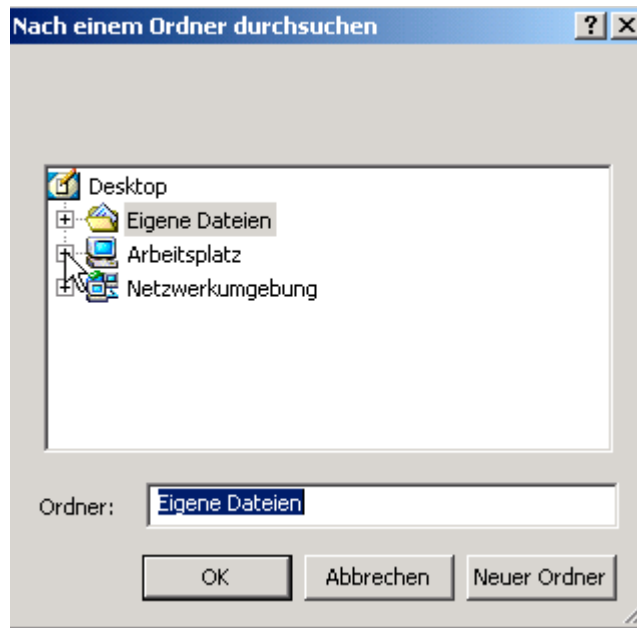 Nach einem Ordner durchsuchen
Desktop
Eigene Dateien
Arbeitsplatz
Netzwerkumgebung
Ordner: Eigene Dateien
OK Abbrechen Neuer Ordner